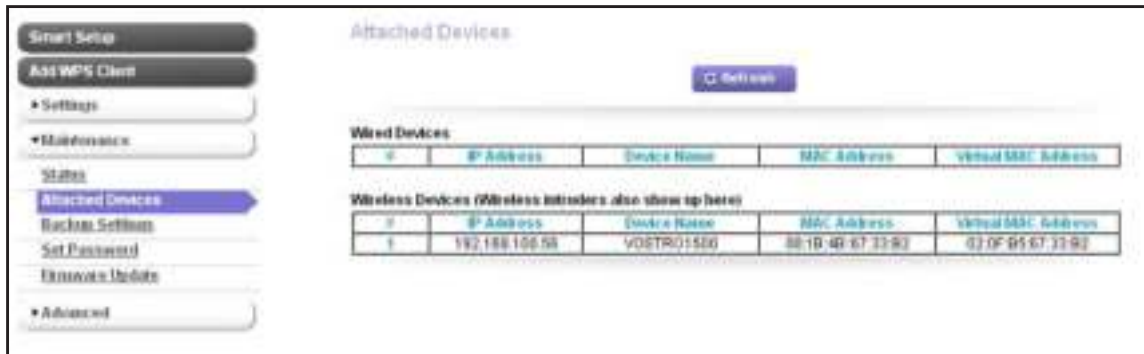 Smart Setup
Add WPS Client
Settings
Maintenance
Status
Attached Devices
Backup Settings
Set Password
Firmware Update
Advanced
Attached Devices
Refresh
Wired Devices
# IP Address Device Name MAC Address Virtual MAC Address
Wireless Devices (Wireless intruders also show up here)
# IP Address Device Name MAC Address Virtual MAC Address
1 VOSTRO1500